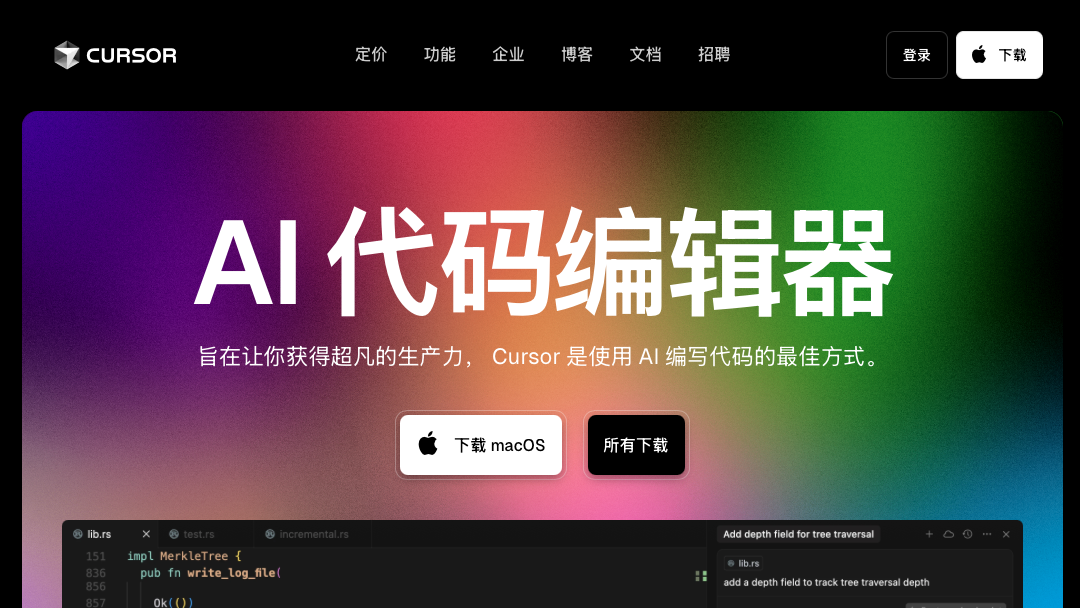 CURSOR
定价 功能 企业 博客 文档 招聘
登录
下载
AI 代码编辑器
旨在让你获得超凡的生产力， Cursor 是使用 AI 编写代码的最佳方式。
下载 macOS
所有下载
lib.rs
test.rs
incremental.rs
151 impl MerkleTree {
836 pub fn write_log_file(
856
857 Ok(())
Add depth field for tree traversal
lib.rs
add a depth field to track tree traversal depth